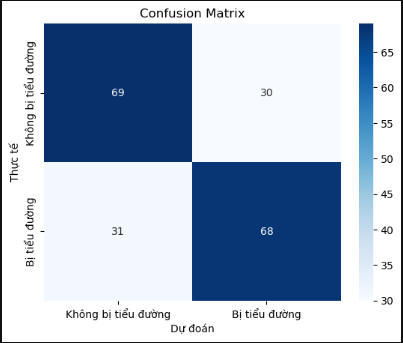 Confusion Matrix
Thực tế
Không bị tiểu đường
69
30
Bị tiểu đường
31
68
Không bị tiểu đường
Bị tiểu đường
Dự đoán
65
60
55
50
45
40
35
30